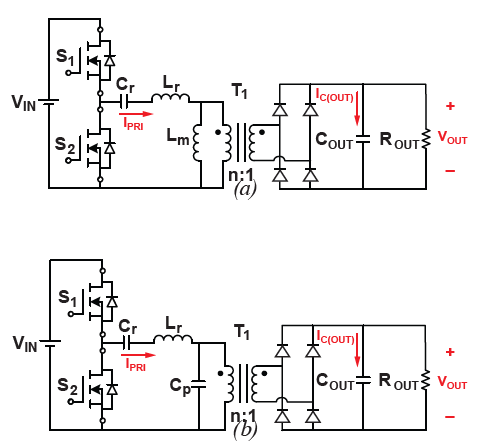 S1
VIN
Cr
Lr
T1
IPRI
S2
Lm
n:1
IC(OUT)
COUT
ROUT
+
VOUT
–
(a)
S1
VIN
Cr
Lr
T1
IPRI
S2
Cp
n:1
IC(OUT)
COUT
ROUT
+
VOUT
–
(b)